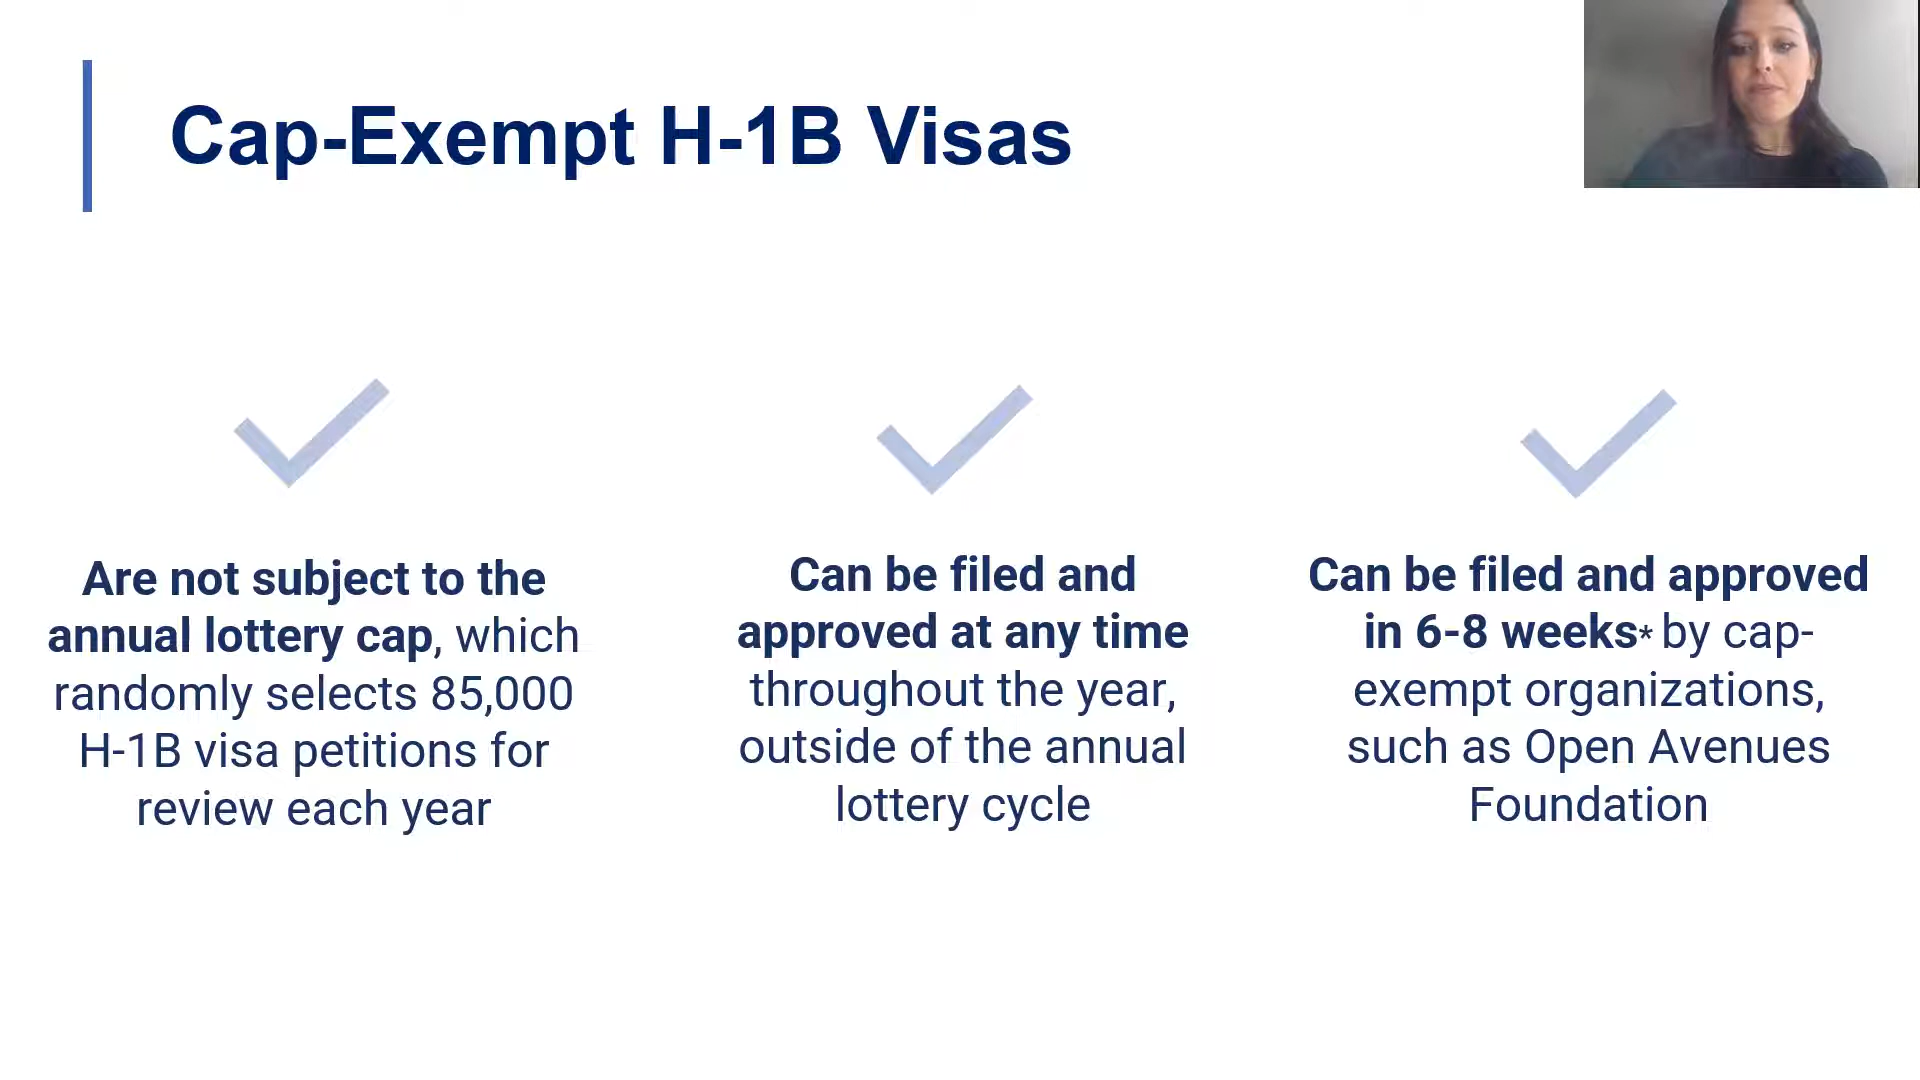 Cap-Exempt H-1B Visas
Are not subject to the
annual lottery cap, which
randomly selects 85,000
H-1B visa petitions for
review each year
Can be filed and
approved at any time
throughout the year,
outside of the annual
lottery cycle
Can be filed and approved
in 6-8 weeks* by cap-
exempt organizations,
such as Open Avenues
Foundation